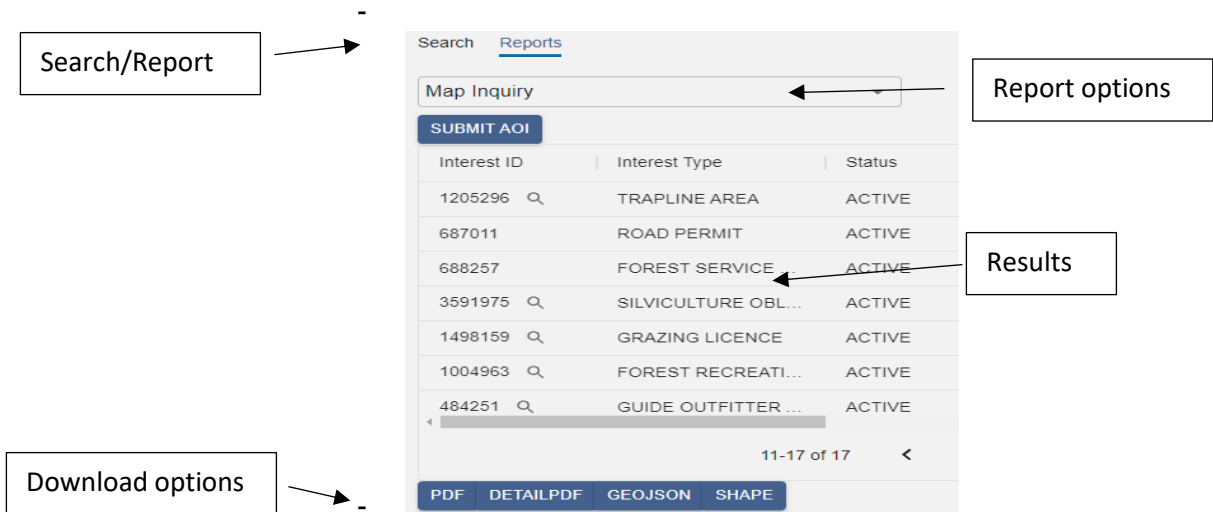 -
Search/Report
Search Reports
Map Inquiry
Report options
SUBMIT AOI
Interest ID Interest Type Status
1205296 TRAPLINE AREA ACTIVE
687011 ROAD PERMIT ACTIVE
688257 FOREST SERVICE ... ACTIVE
Results
3591975 SILVICULTURE OBL... ACTIVE
1498159 GRAZING LICENCE ACTIVE
1004963 FOREST RECREATI... ACTIVE
484251 GUIDE OUTFITTER ... ACTIVE
11-17 of 17 <
Download options
PDF DETAILPDF GEOJSON SHAPE
-